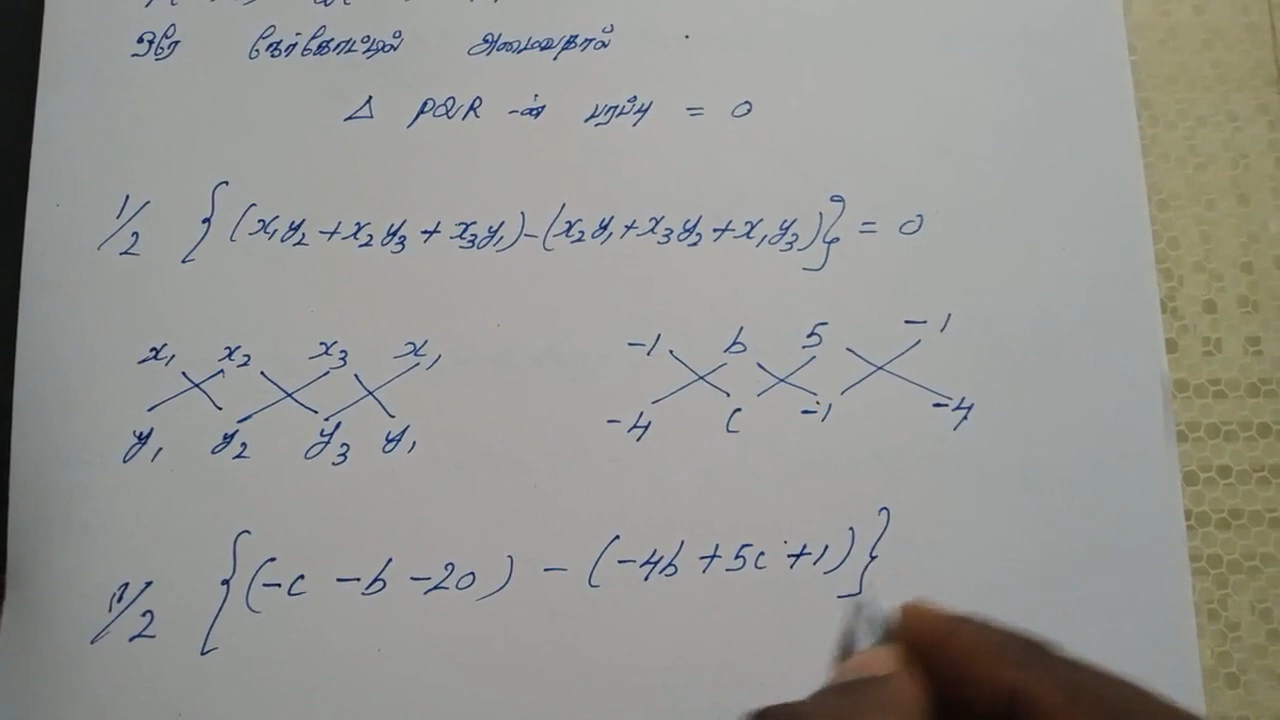 ஒரே நேர்கோட்டில் அமைவதால்
Δ PQR -ன் பரப்பு = 0
1/2 {(x₁y₂ + x₂y₃ + x₃y₁) - (x₂y₁ + x₃y₂ + x₁y₃)} = 0
x₁ x₂ x₃ x₁ -1 b 5 -1
y₁ y₂ y₃ y₁ -4 c -1 -4
1/2 {(-c - b - 20) - (-4b + 5c + 1)}